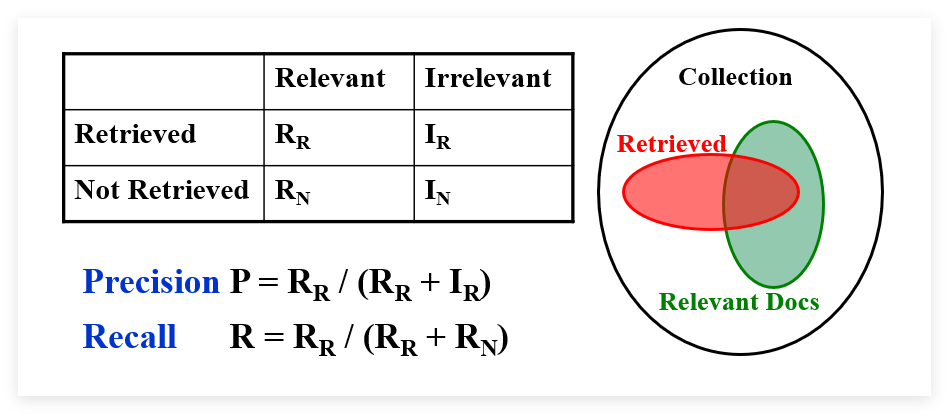 Relevant Irrelevant
Retrieved R_R I_R
Not Retrieved R_N I_N
Precision P = R_R / (R_R + I_R)
Recall R = R_R / (R_R + R_N)
Collection
Retrieved
Relevant Docs